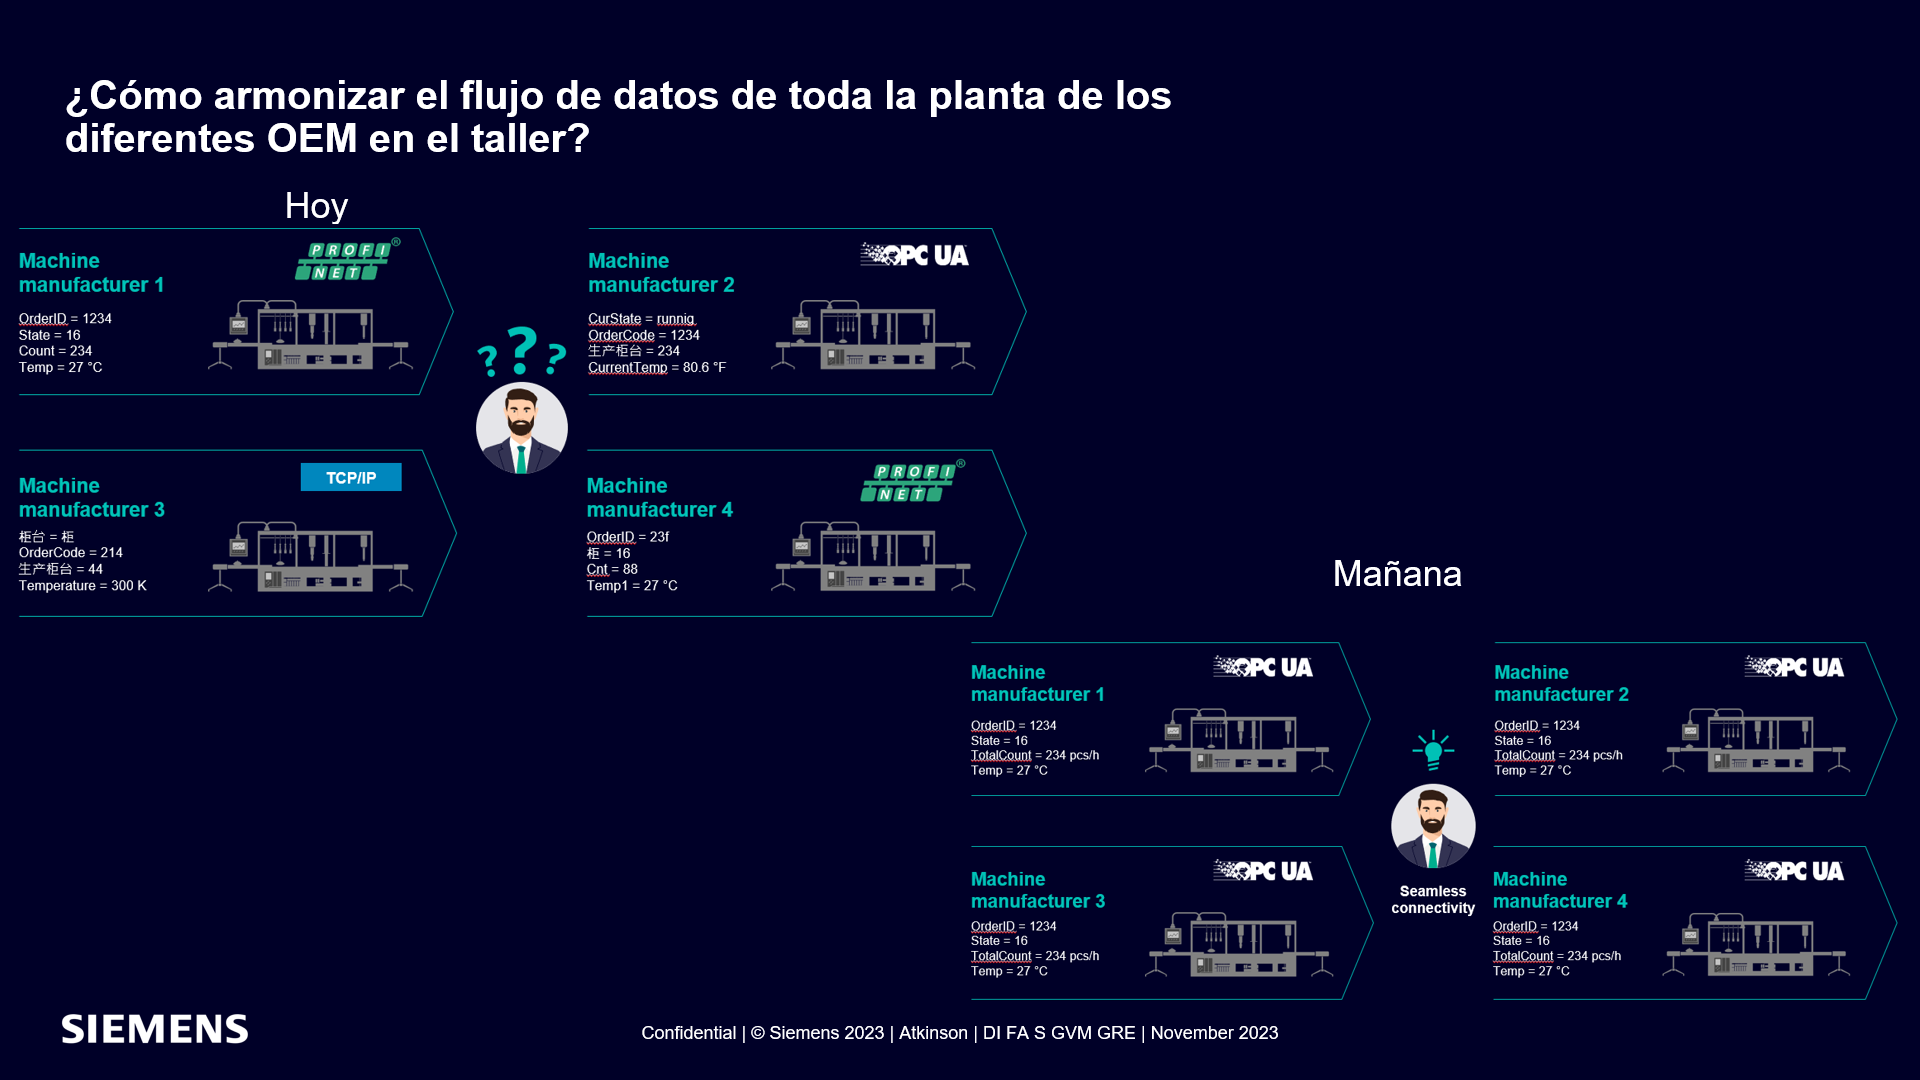 ¿Cómo armonizar el flujo de datos de toda la planta de los
diferentes OEM en el taller?
Hoy
Machine
manufacturer 1
PROFI
NET®
OrderID = 1234
State = 16
Count = 234
Temp = 27 °C
Machine
manufacturer 2
OPC UA
CurState = runnig
OrderCode = 1234
生产柜台 = 234
CurrentTemp = 80.6 °F
???
Machine
manufacturer 3
TCP/IP
柜台 = 柜
OrderCode = 214
生产柜台 = 44
Temperature = 300 K
Machine
manufacturer 4
PROFI
NET®
OrderID = 23f
柜 = 16
Cnt = 88
Temp1 = 27 °C
Mañana
Machine
manufacturer 1
OPC UA
OrderID = 1234
State = 16
TotalCount = 234 pcs/h
Temp = 27 °C
Machine
manufacturer 2
OPC UA
OrderID = 1234
State = 16
TotalCount = 234 pcs/h
Temp = 27 °C
Seamless
connectivity
Machine
manufacturer 3
OPC UA
OrderID = 1234
State = 16
TotalCount = 234 pcs/h
Temp = 27 °C
Machine
manufacturer 4
OPC UA
OrderID = 1234
State = 16
TotalCount = 234 pcs/h
Temp = 27 °C
SIEMENS
Confidential | © Siemens 2023 | Atkinson | DI FA S GVM GRE | November 2023